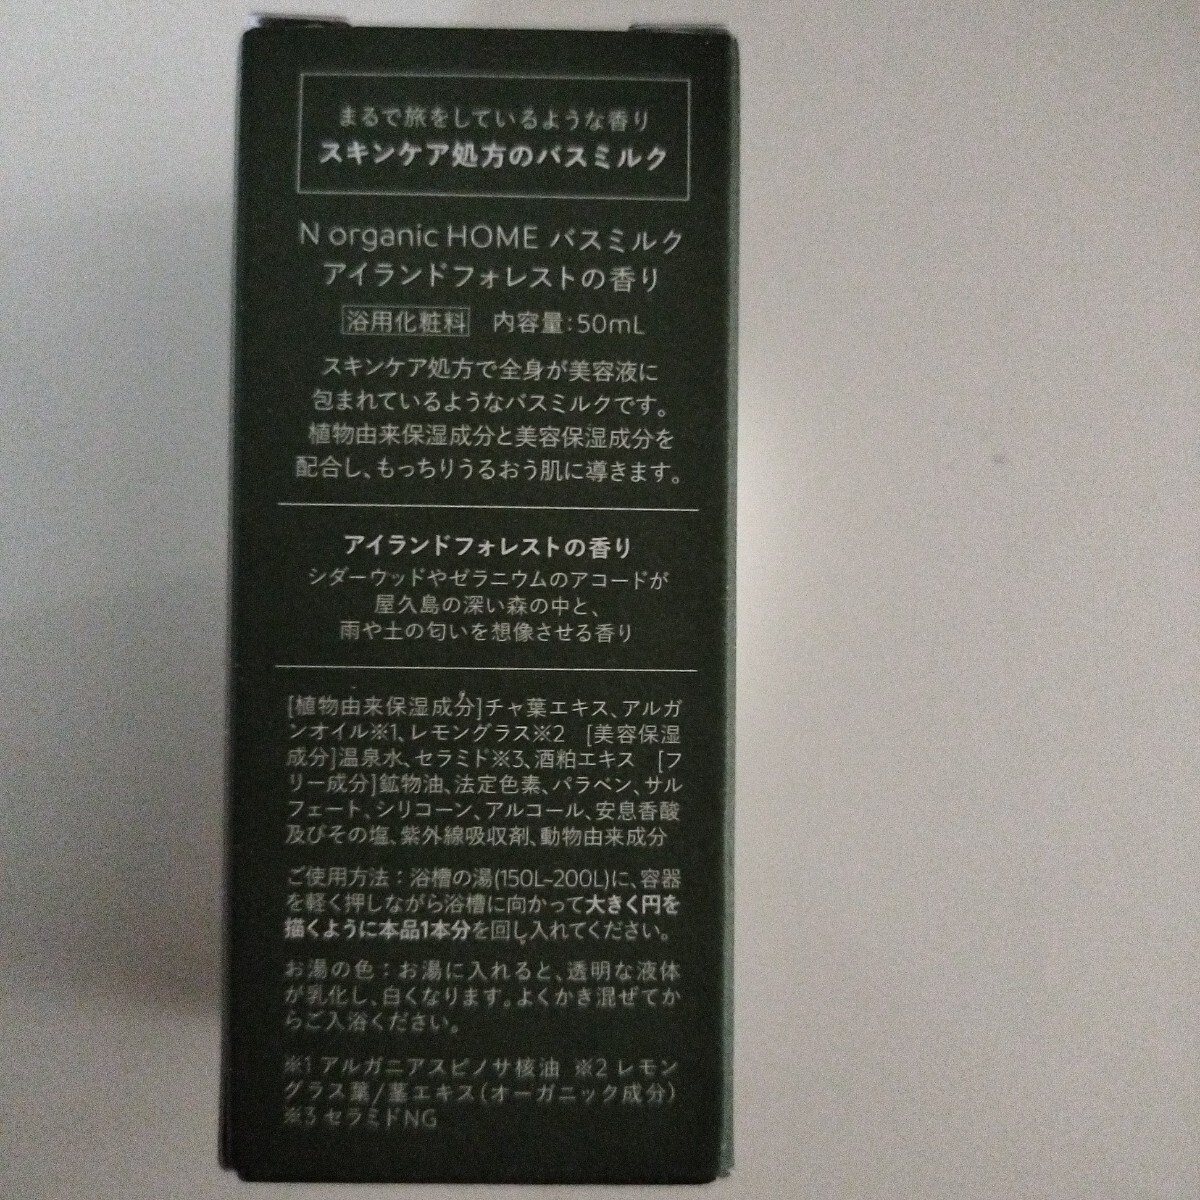 まるで旅をしているような香り
スキンケア処方のバスミルク
N organic HOME バスミルク
アイランドフォレストの香り
浴用化粧料 内容量:50mL
スキンケア処方で全身が美容液に
包まれているようなバスミルクです。
植物由来保湿成分と美容保湿成分を
配合し、もっちりうるおう肌に導きます。
アイランドフォレストの香り
シダーウッドやゼラニウムのアコードが
屋久島の深い森の中と、
雨や土の匂いを想像させる香り
[植物由来保湿成分]チャ葉エキス、アルガ
ンオイル※1、レモングラス※2 [美容保湿
成分]温泉水、セラミド※3、酒粕エキス [フ
リー成分]鉱物油、法定色素、パラベン、サル
フェート、シリコーン、アルコール、安息香酸
及びその塩、紫外線吸収剤、動物由来成分
ご使用方法：浴槽の湯(150L-200L)に、容器
を軽く押しながら浴槽に向かって大きく円を
描くように本品1本分を回し入れてください。
お湯の色：お湯に入れると、透明な液体
が乳化し、白くなります。よくかき混ぜてか
らご入浴ください。
※1 アルガニアスピノサ核油 ※2 レモン
グラス葉/茎エキス(オーガニック成分)
※3 セラミドNG